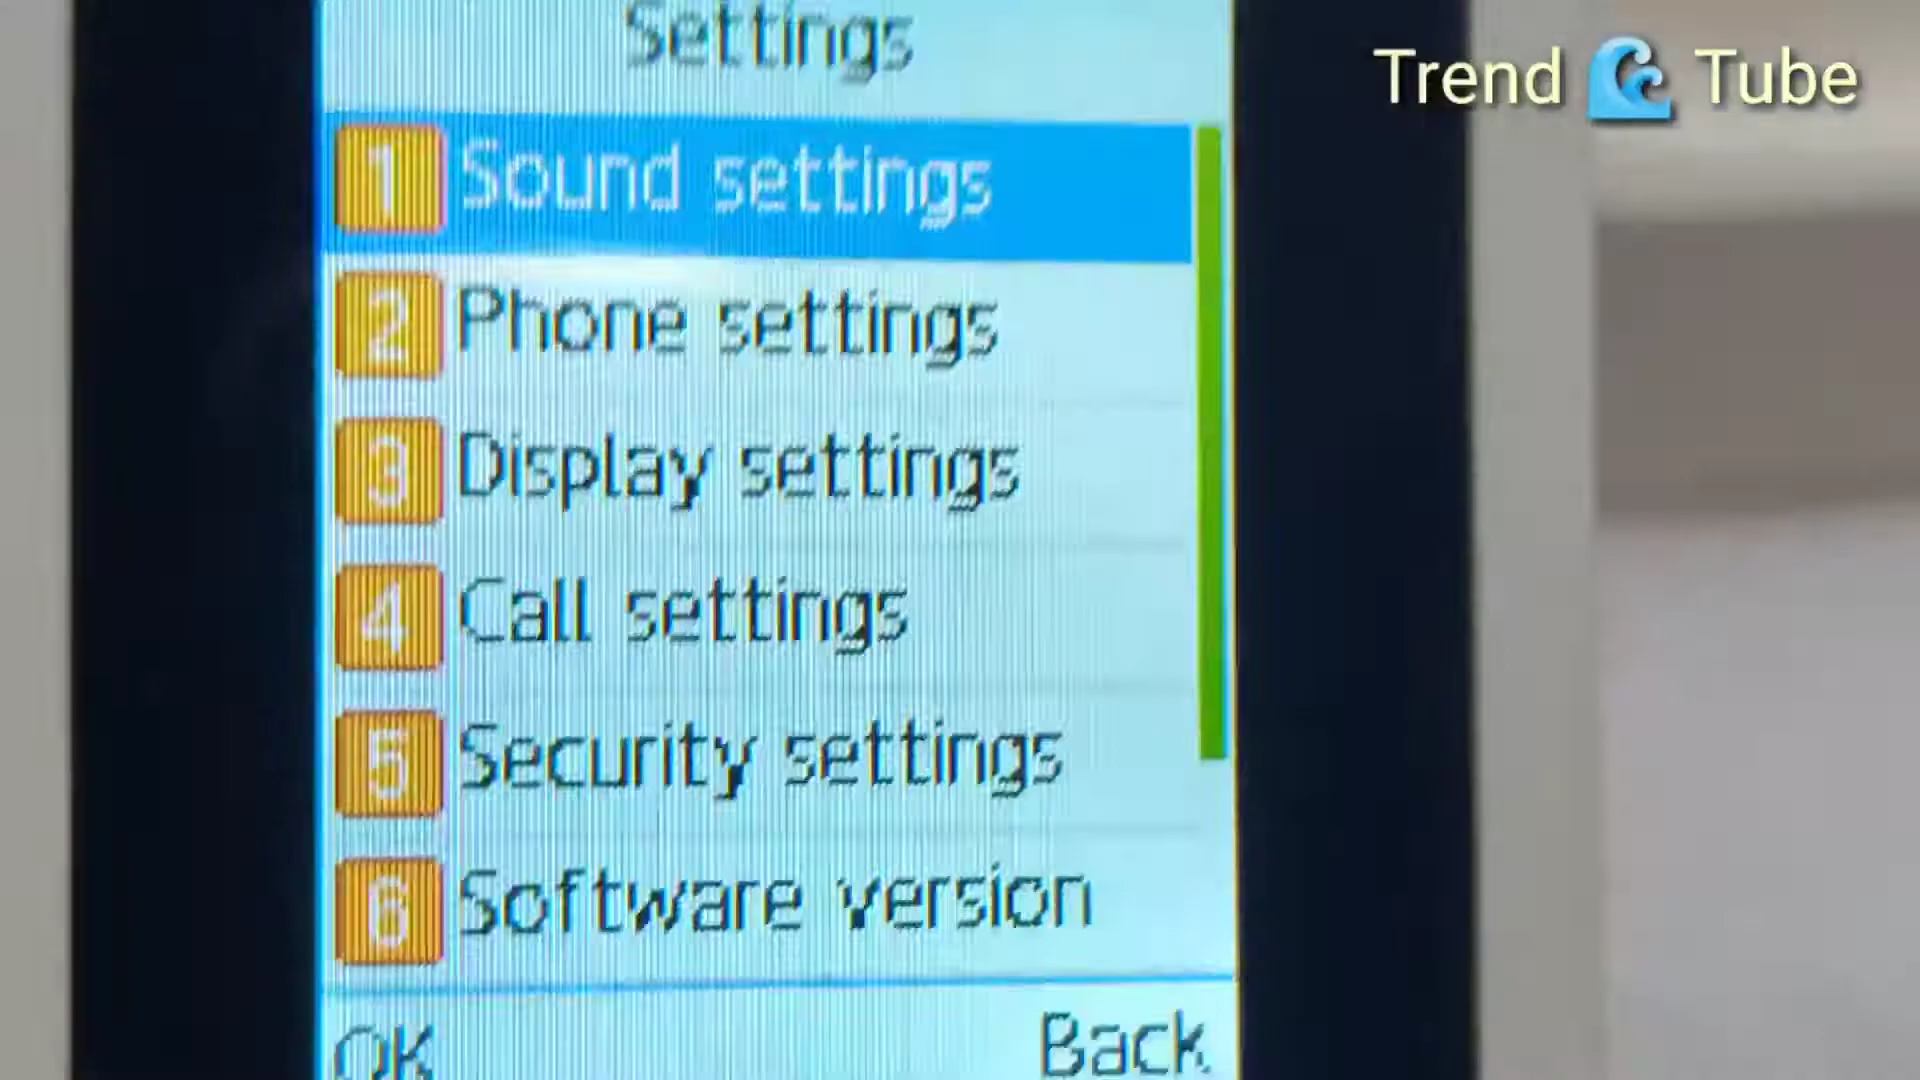 Settings
Trend 🌊 Tube
1 Sound settings
2 Phone settings
3 Display settings
4 Call settings
5 Security settings
6 Software version
OK Back